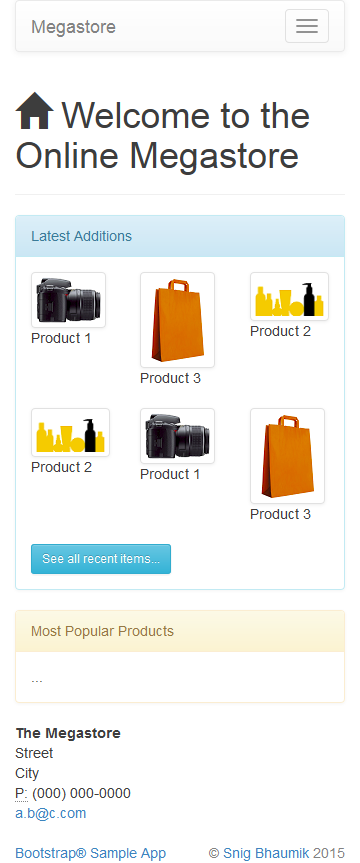 Megastore
Welcome to the
Online Megastore
Latest Additions
Product 1
Product 3
Product 2
Product 2
Product 1
Product 3
See all recent items...
Most Popular Products
...
The Megastore
Street
City
P: (000) 000-0000
a.b@c.com
Bootstrap® Sample App © Snig Bhaumik 2015